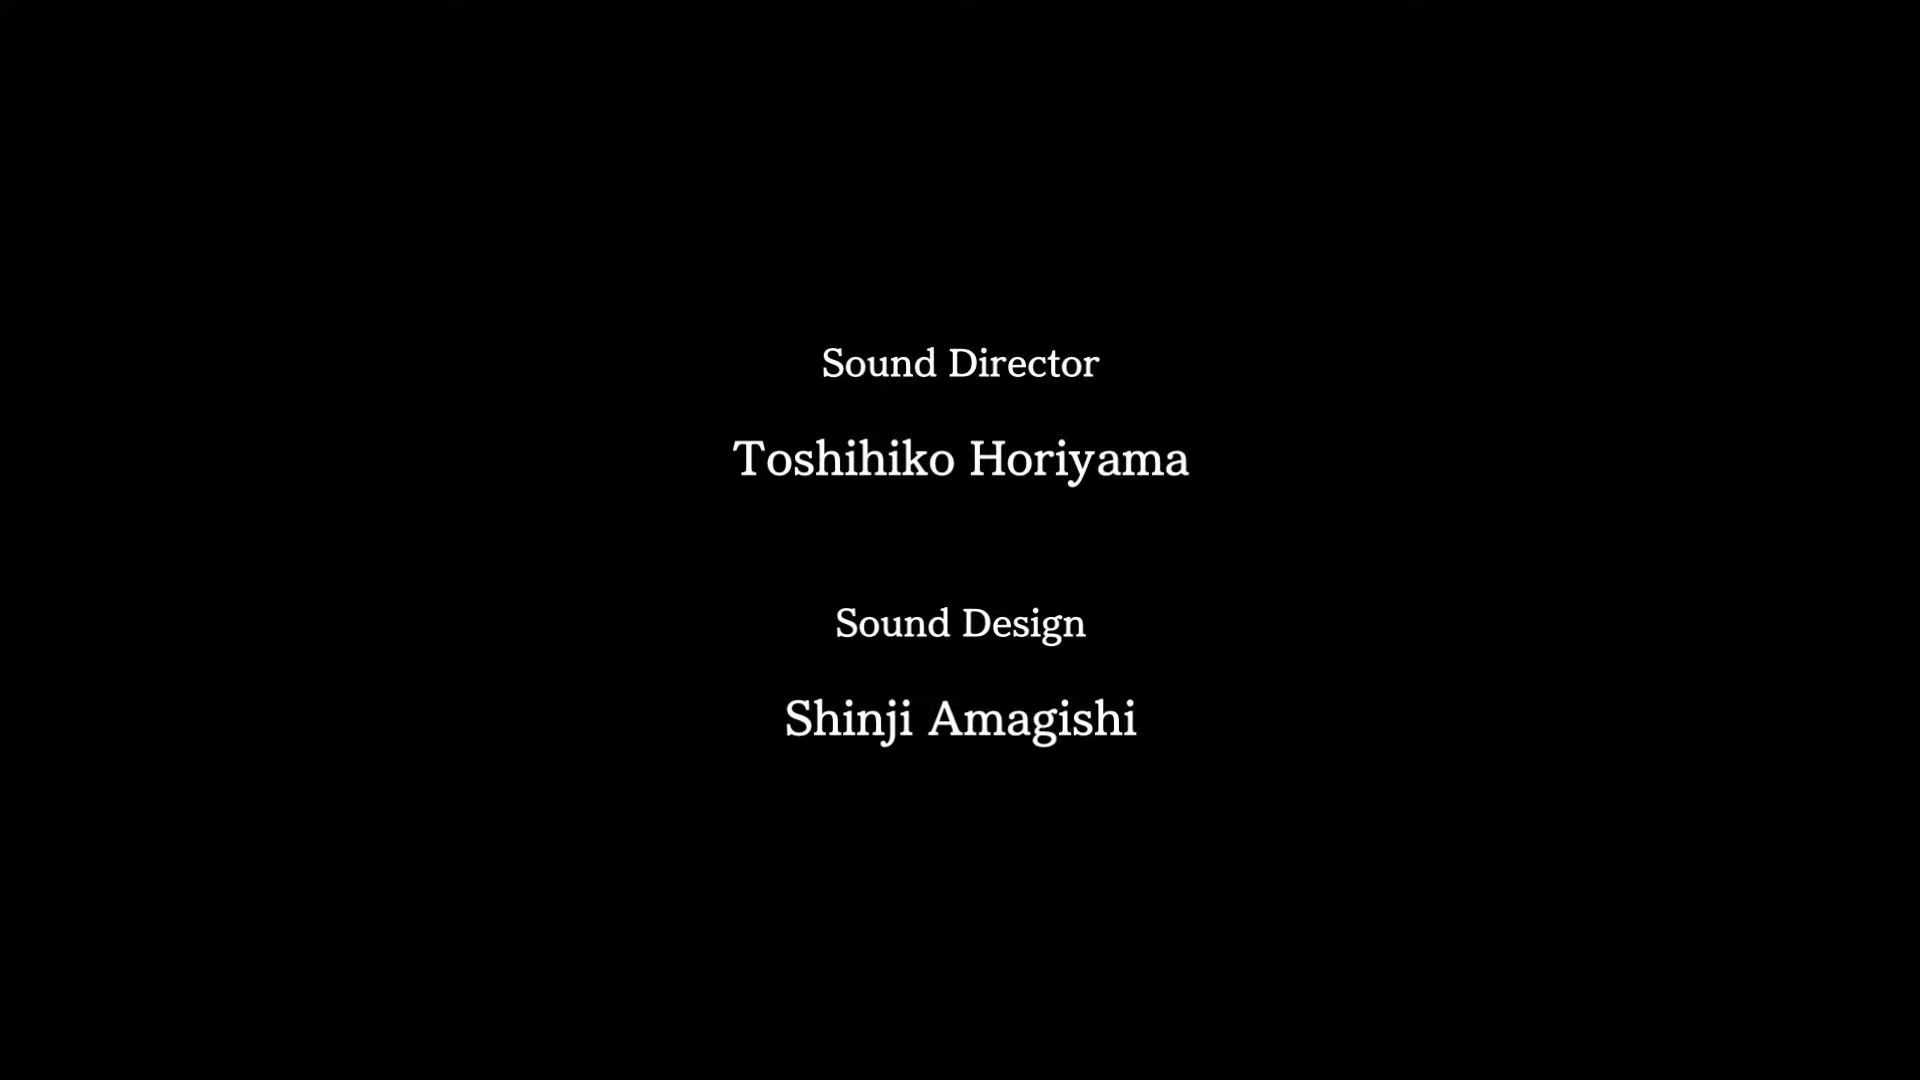 Sound Director
Toshihiko Horiyama
Sound Design
Shinji Amagishi